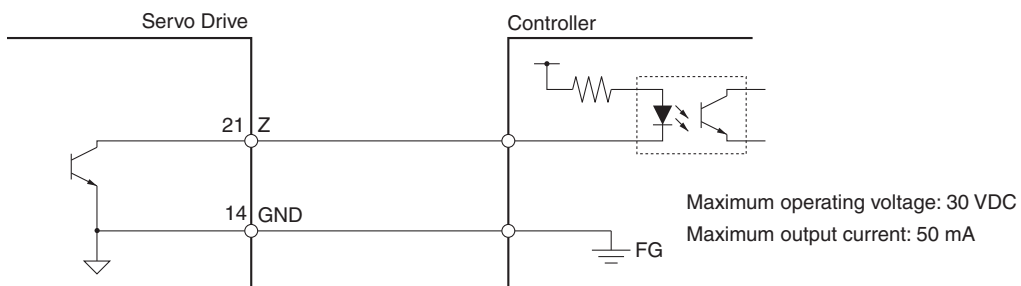 Servo Drive
Controller
21 Z
14 GND
FG
Maximum operating voltage: 30 VDC
Maximum output current: 50 mA